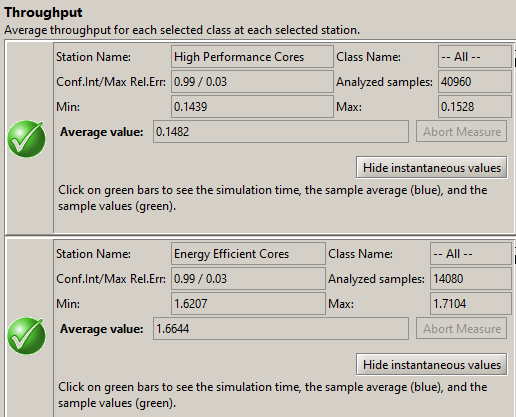 Throughput
Average throughput for each selected class at each selected station.
Station Name: High Performance Cores Class Name: -- All --
Conf.Int/Max Rel.Err: 0.99 / 0.03 Analyzed samples: 40960
Min: 0.1439 Max: 0.1528
Average value: 0.1482 Abort Measure
Hide instantaneous values
Click on green bars to see the simulation time, the sample average (blue), and the
sample values (green).
Station Name: Energy Efficient Cores Class Name: -- All --
Conf.Int/Max Rel.Err: 0.99 / 0.03 Analyzed samples: 14080
Min: 1.6207 Max: 1.7104
Average value: 1.6644 Abort Measure
Hide instantaneous values
Click on green bars to see the simulation time, the sample average (blue), and the
sample values (green).